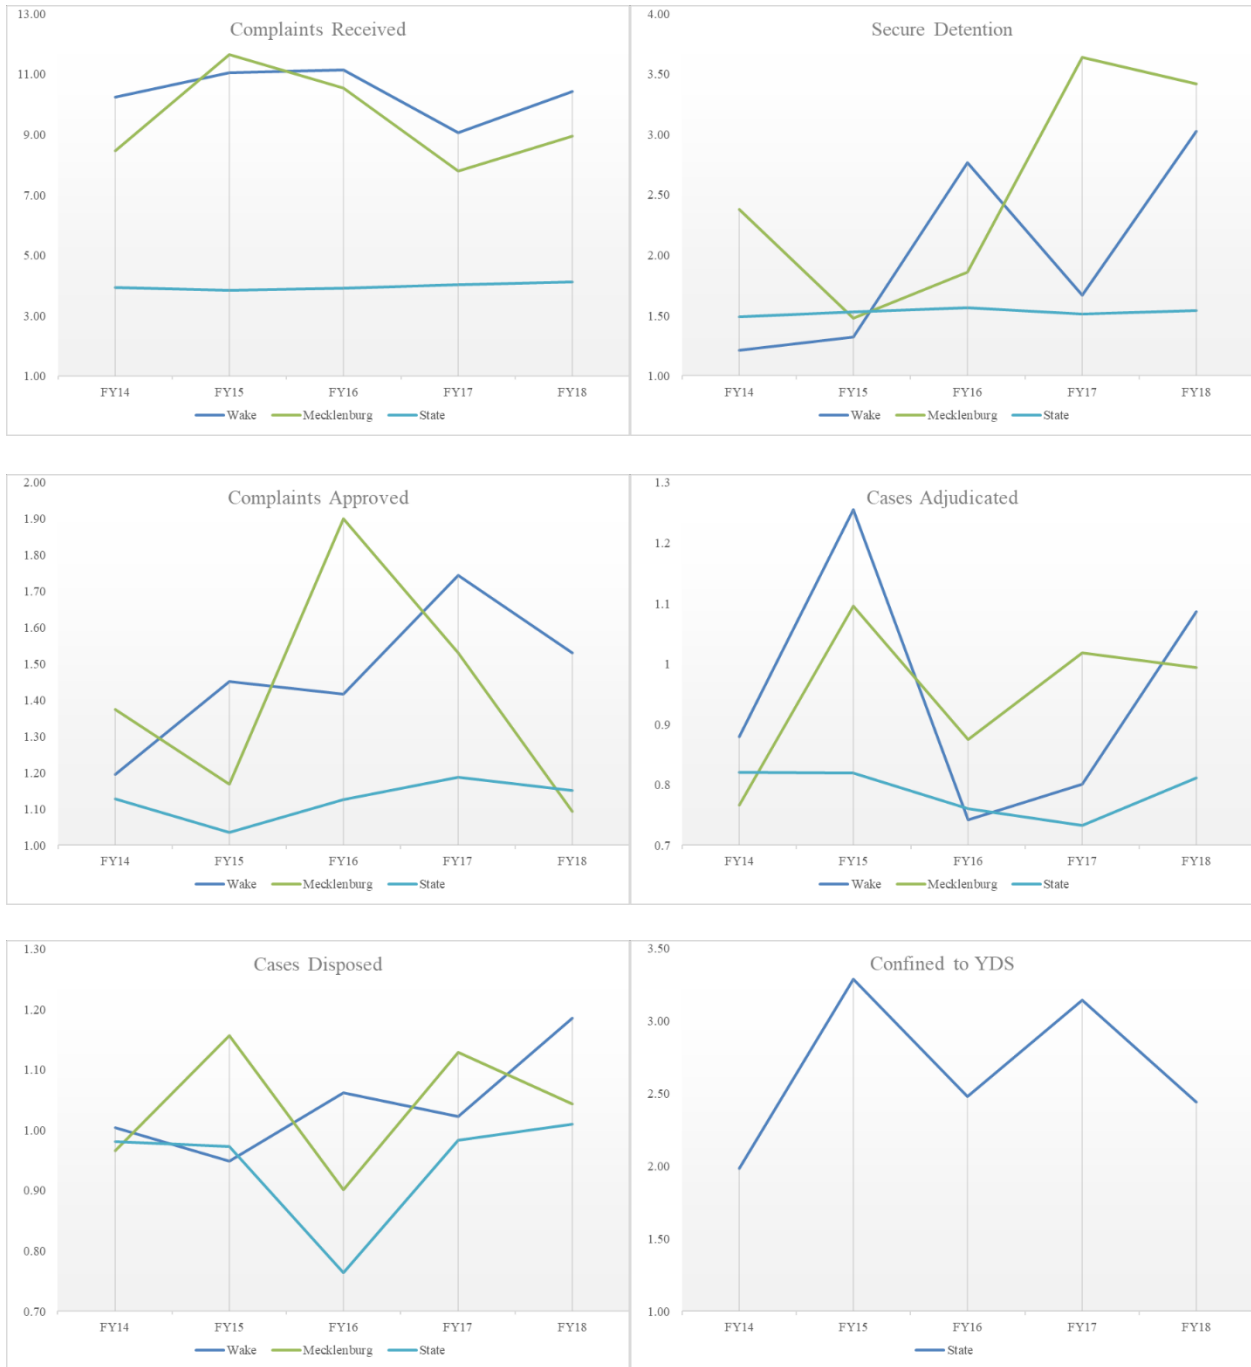 Complaints Received
13.00
11.00
9.00
7.00
5.00
3.00
1.00
FY14 FY15 FY16 FY17 FY18
Wake Mecklenburg State
Secure Detention
4.00
3.50
3.00
2.50
2.00
1.50
1.00
FY14 FY15 FY16 FY17 FY18
Wake Mecklenburg State
Complaints Approved
2.00
1.90
1.80
1.70
1.60
1.50
1.40
1.30
1.20
1.10
1.00
FY14 FY15 FY16 FY17 FY18
Wake Mecklenburg State
Cases Adjudicated
1.3
1.2
1.1
1
0.9
0.8
0.7
FY14 FY15 FY16 FY17 FY18
Wake Mecklenburg State
Cases Disposed
1.30
1.20
1.10
1.00
0.90
0.80
0.70
FY14 FY15 FY16 FY17 FY18
Wake Mecklenburg State
Confined to YDS
3.50
3.00
2.50
2.00
1.50
1.00
FY14 FY15 FY16 FY17 FY18
State